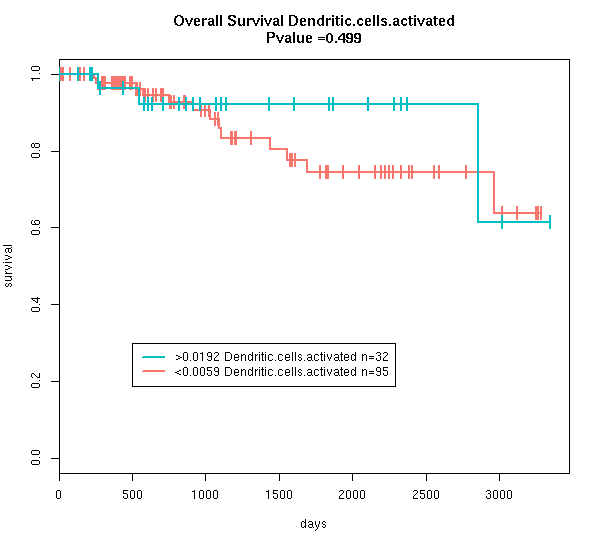 Overall Survival Dendritic.cells.activated
Pvalue =0.499
survival
1.0
0.8
0.6
0.4
0.2
0.0
>0.0192 Dendritic.cells.activated n=32
<0.0059 Dendritic.cells.activated n=95
0 500 1000 1500 2000 2500 3000
days